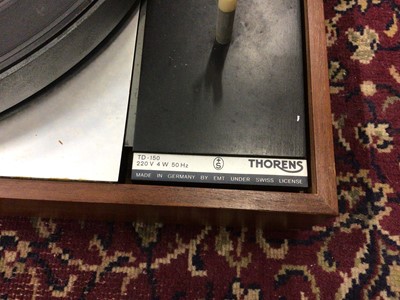 TD-150
220 V 4 W 50 Hz
THORENS
MADE IN GERMANY BY EMT UNDER SWISS LICENSE